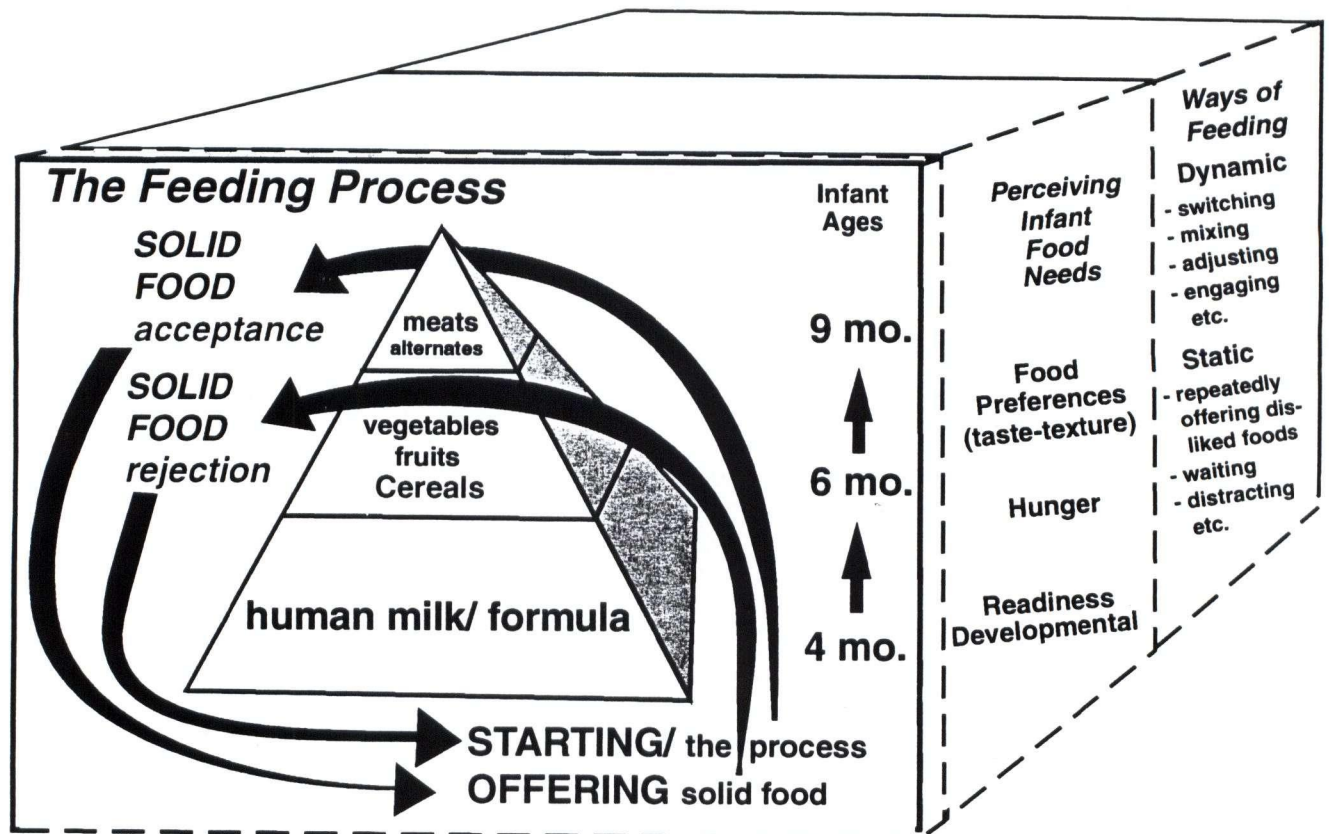 The Feeding Process
SOLID
FOOD
acceptance
SOLID
FOOD
rejection
meats
alternates
vegetables
fruits
Cereals
human milk/ formula
STARTING/ the process
OFFERING solid food
Infant
Ages
9 mo.
6 mo.
4 mo.
Perceiving
Infant
Food
Needs
Food
Preferences
(taste-texture)
Hunger
Readiness
Developmental
Ways of
Feeding
Dynamic
- switching
- mixing
- adjusting
- engaging
etc.
Static
- repeatedly
offering dis-
liked foods
- waiting
- distracting
etc.